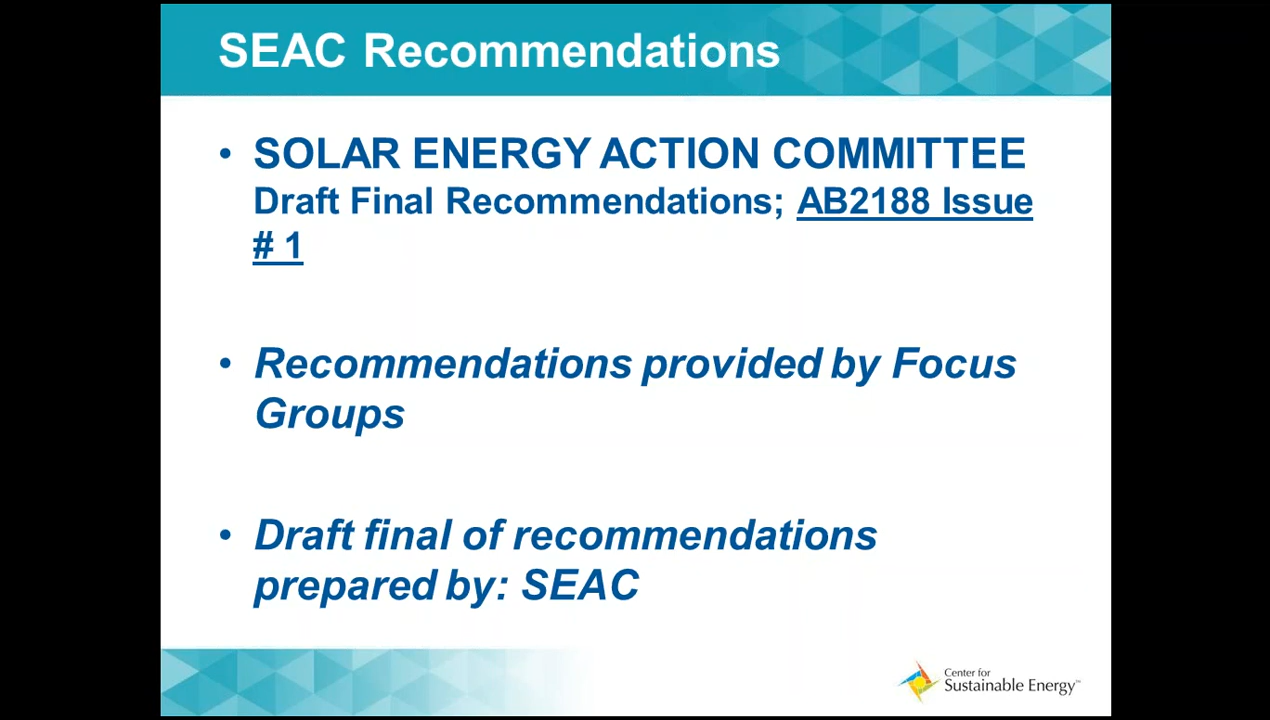 SEAC Recommendations
• SOLAR ENERGY ACTION COMMITTEE
Draft Final Recommendations; AB2188 Issue
# 1
• Recommendations provided by Focus
Groups
• Draft final of recommendations
prepared by: SEAC
Center for
Sustainable Energy™